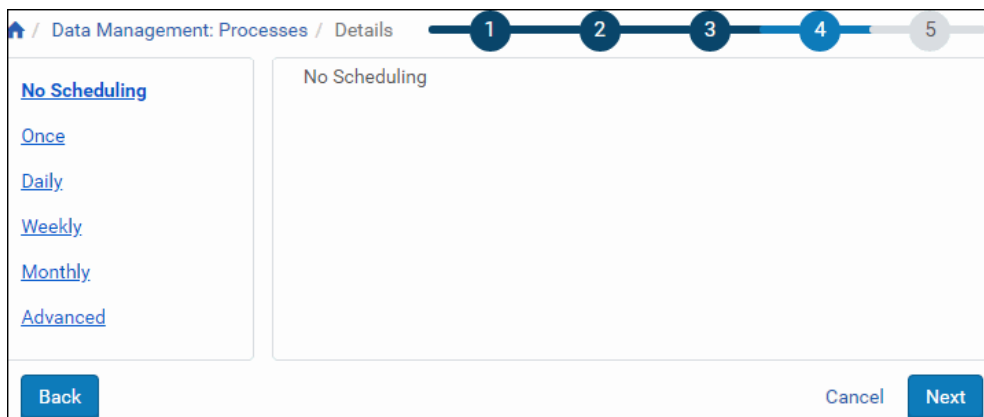 / Data Management: Processes / Details 1 2 3 4 5
No Scheduling
Once
Daily
Weekly
Monthly
Advanced
No Scheduling
Back Cancel Next